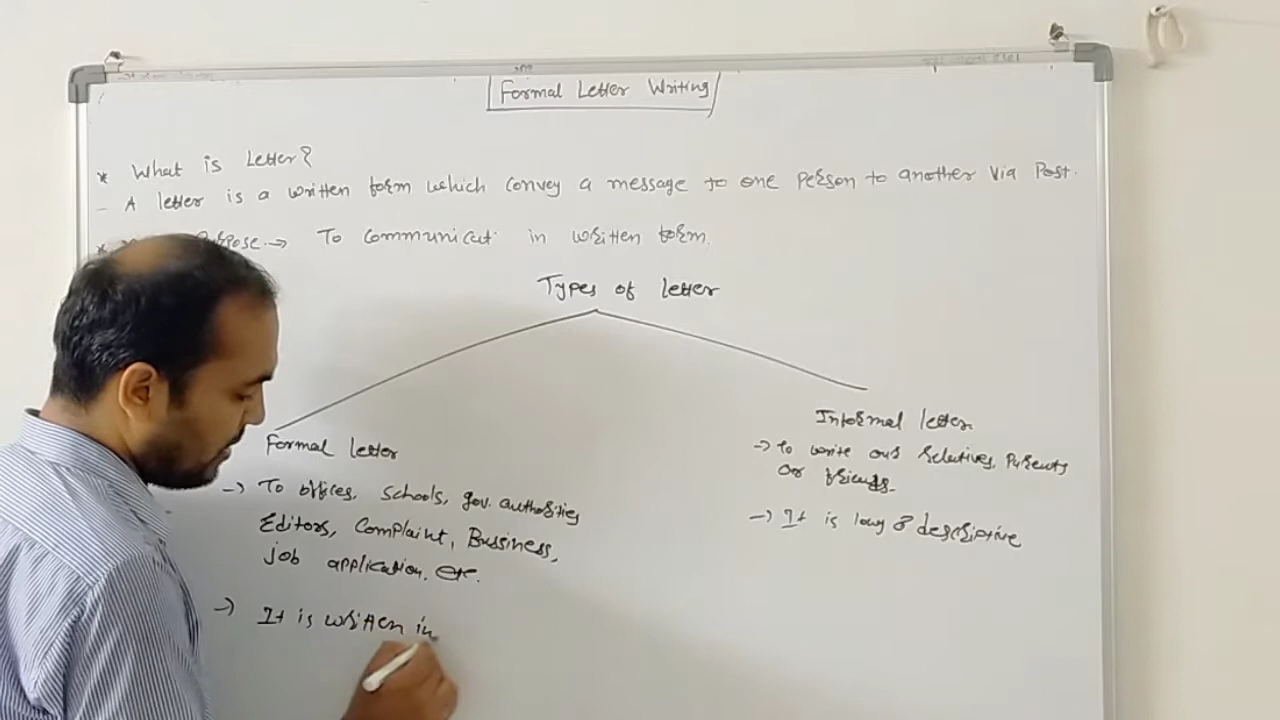 Formal Letter Writing
* What is Letter?
- A letter is a written form which convey a message to one person to another via Post.
* To communicat in written form.
Types of letter
Formal letter
→ To offices, schools, gov. authorities
Editors, Complaint, Bussiness,
job application, etc.
→ It is written in
Informal letter
→ To write our relatives, Parents
or friends.
→ It is long & descriptive